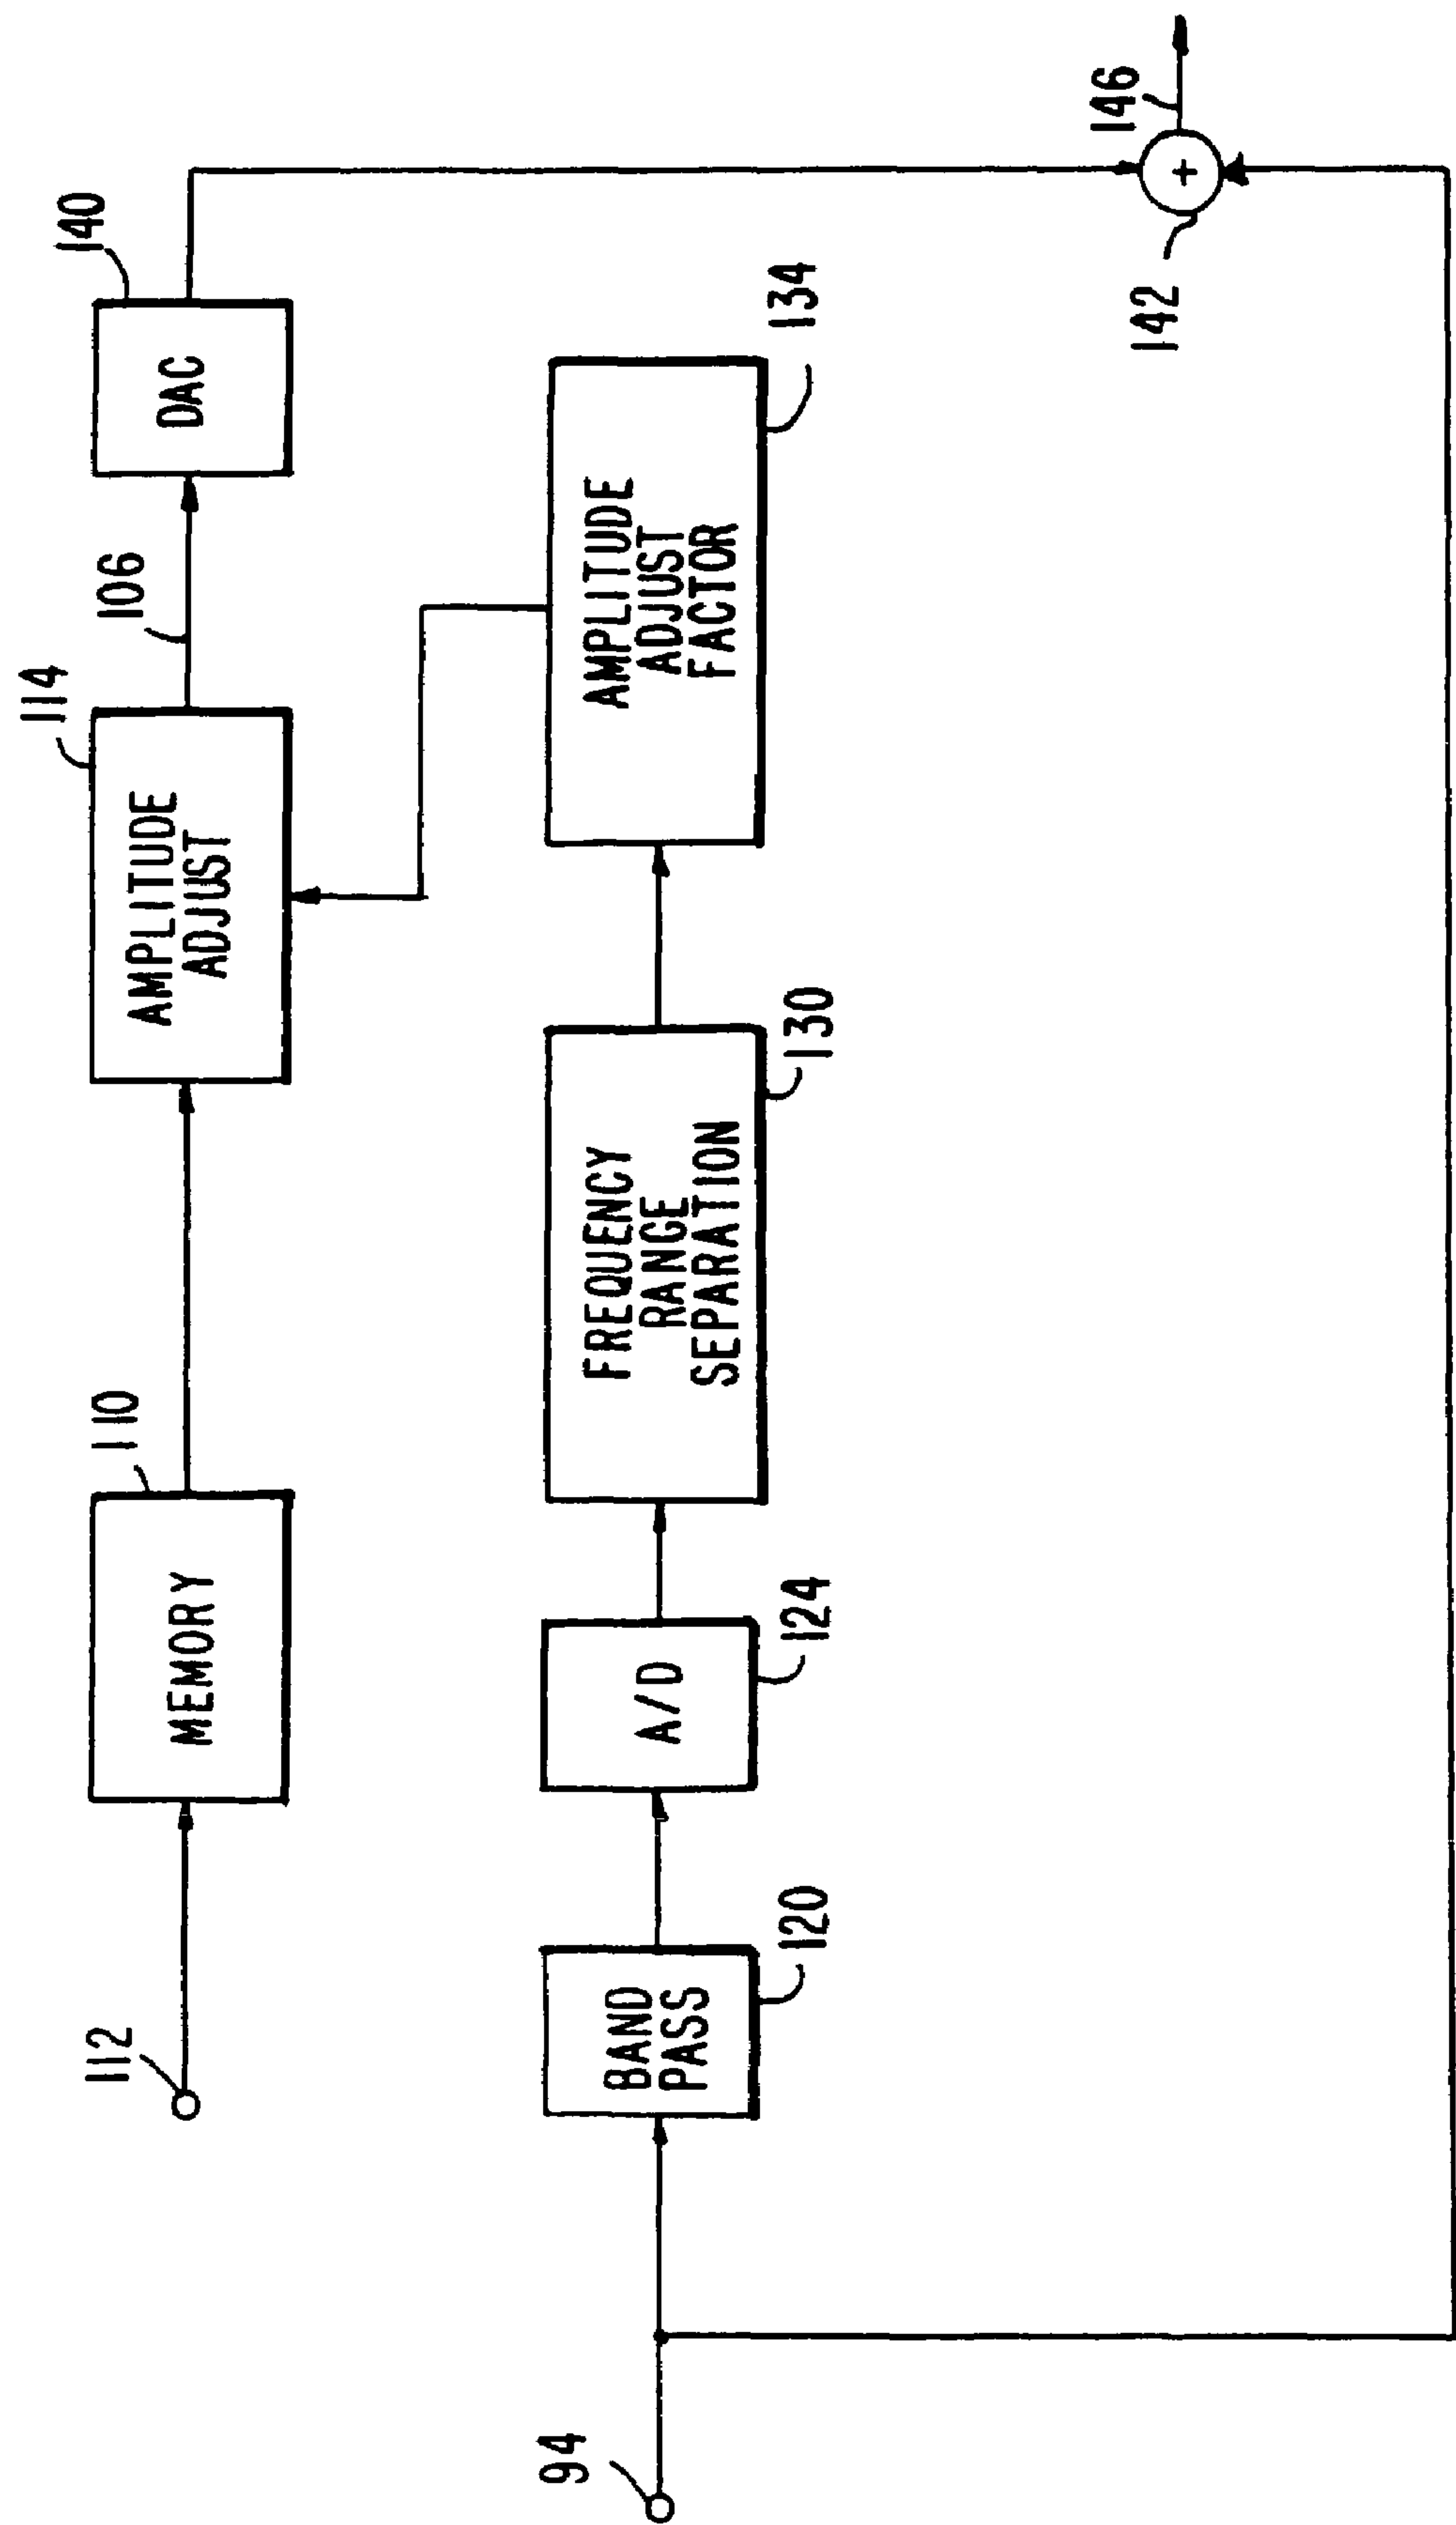 112
110
MEMORY
114
AMPLITUDE
ADJUST
106
140
DAC
94
BAND
PASS
120
A/D
124
FREQUENCY
RANGE
SEPARATION
130
AMPLITUDE
ADJUST
FACTOR
134
+
142
146